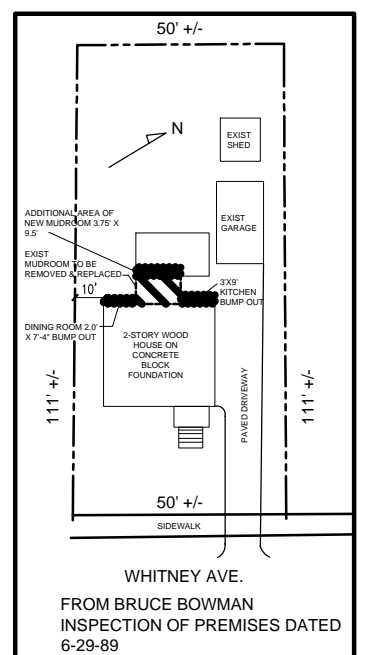 50' +/-
N
EXIST
SHED
ADDITIONAL AREA OF
NEW MUDROOM 3.75' X
9.5'
EXIST
GARAGE
EXIST
MUDROOM TO BE
REMOVED & REPLACED
10'
3'X9'
KITCHEN
BUMP OUT
DINING ROOM 2.0'
X 7'-4" BUMP OUT
2-STORY WOOD
HOUSE ON
CONCRETE
BLOCK
FOUNDATION
111' +/-
PAVED DRIVEWAY
111' +/-
50' +/-
SIDEWALK
WHITNEY AVE.
FROM BRUCE BOWMAN
INSPECTION OF PREMISES DATED
6-29-89